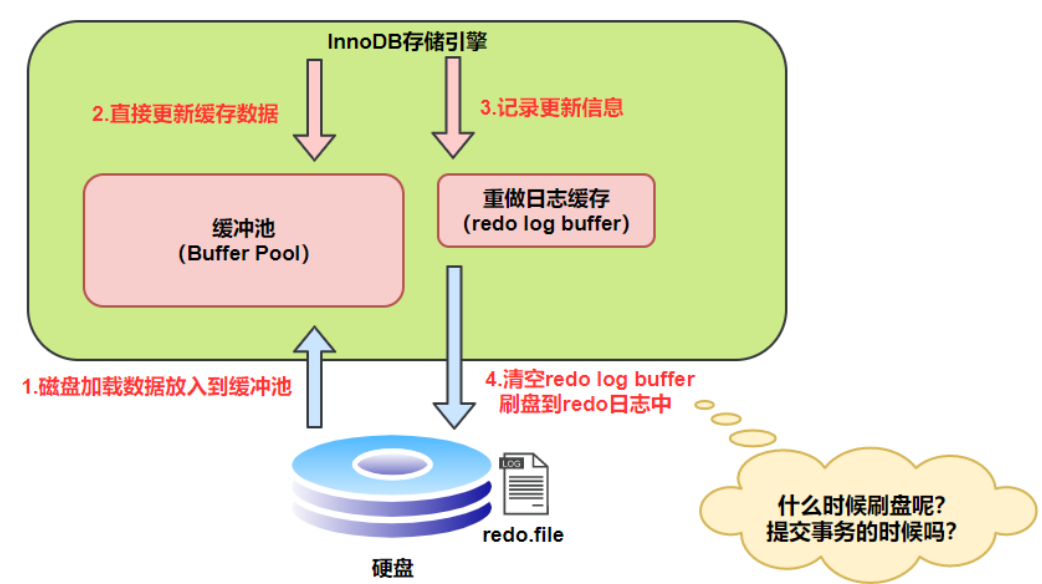 InnoDB存储引擎
2.直接更新缓存数据
3.记录更新信息
缓冲池
（Buffer Pool）
重做日志缓存
（redo log buffer）
1.磁盘加载数据放入到缓冲池
4.清空redo log buffer
刷盘到redo日志中
LOG
redo.file
硬盘
什么时候刷盘呢？
提交事务的时候吗？